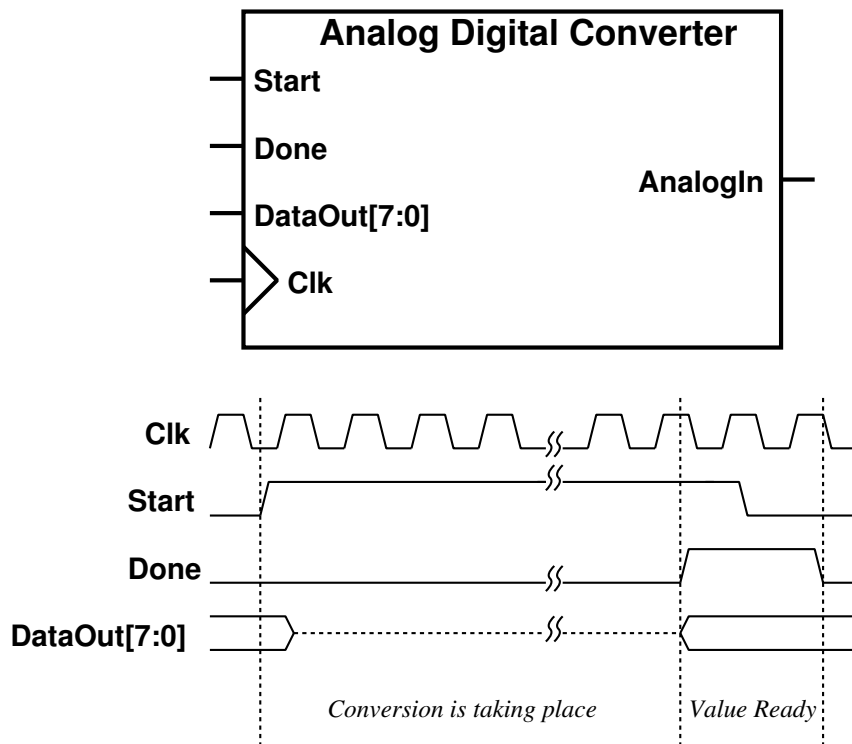 Analog Digital Converter
Start
Done
AnalogIn
DataOut[7:0]
Clk
Clk
Start
Done
DataOut[7:0]
Conversion is taking place
Value Ready